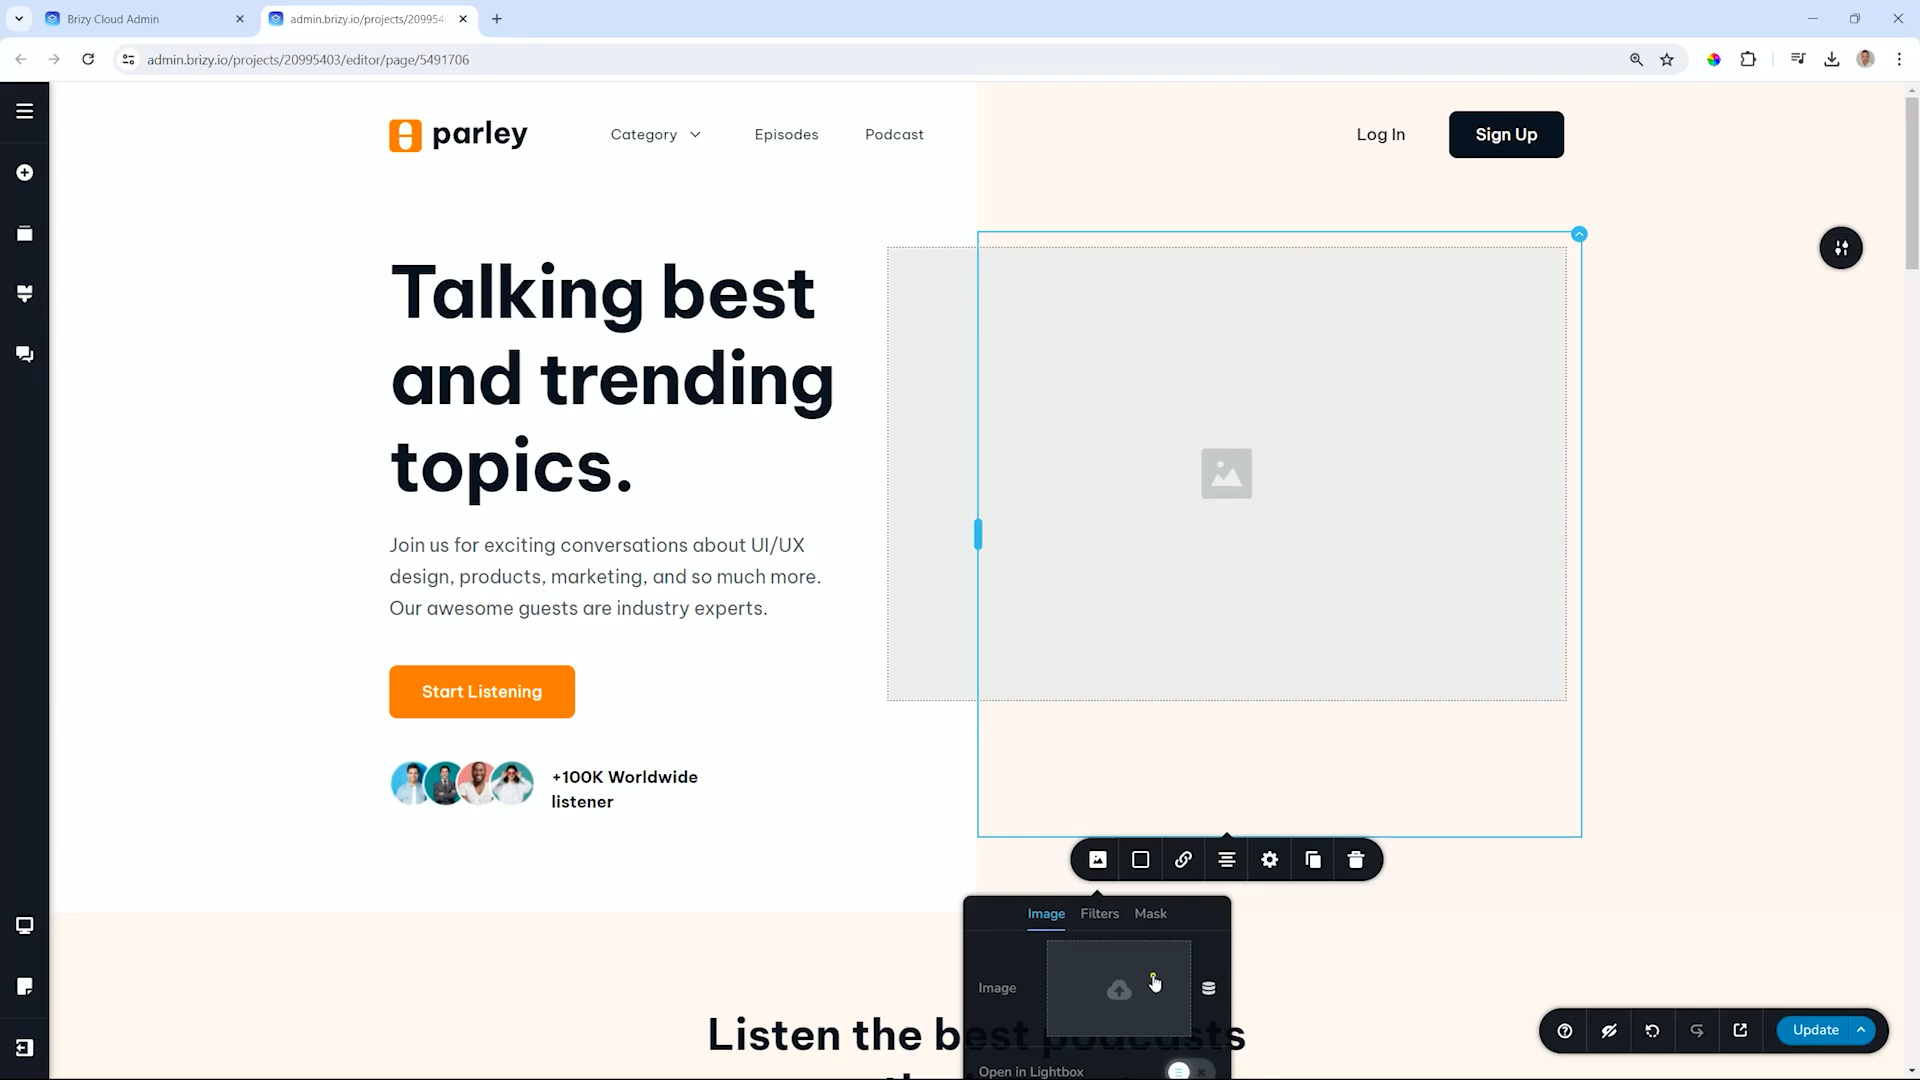 Brizy Cloud Admin
admin.brizy.io/projects/209954
admin.brizy.io/projects/20995403/editor/page/5491706
parley
Category
Episodes
Podcast
Log In
Sign Up
Talking best
and trending
topics.
Join us for exciting conversations about UI/UX
design, products, marketing, and so much more.
Our awesome guests are industry experts.
Start Listening
+100K Worldwide
listener
Image
Filters
Mask
Image
Listen the best podcasts
Open in Lightbox
Update